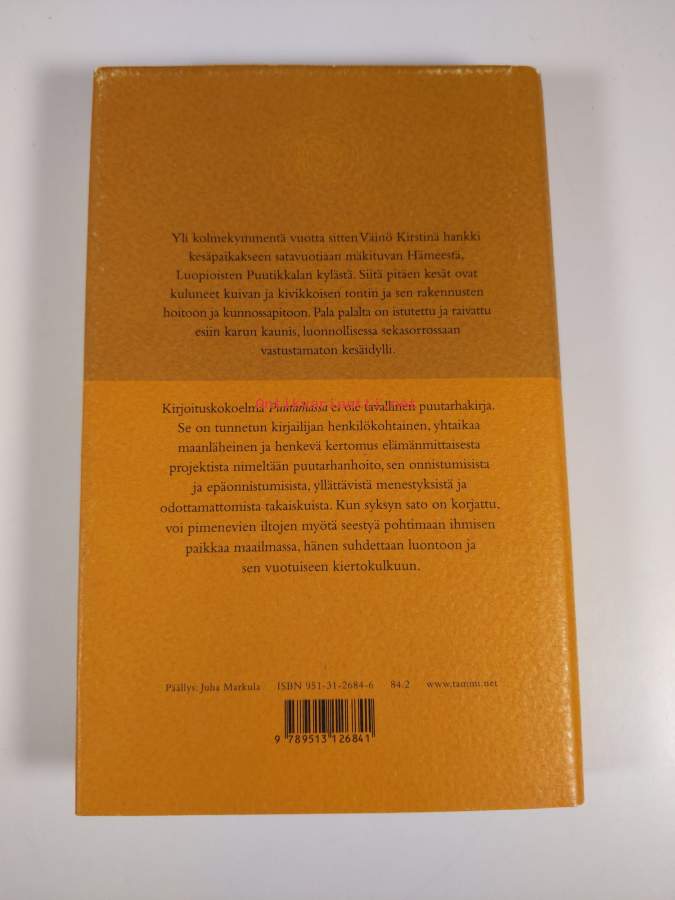 Yli kolmekymmentä vuotta sitten Väinö Kirstinä hankki
kesäpaikakseen satavuotiaan mäkituvan Hämeestä,
Luopioisten Puutikkalan kylästä. Siitä pitäen kesät ovat
kuluneet kuivan ja kivikkoisen tontin ja sen rakennusten
hoitoon ja kunnossapitoon. Pala palalta on istutettu ja raivattu
esiin karun kaunis, luonnollisessa sekasorrossaan
vastustamaton kesäidylli.
Antikvariaatti.net
Kirjoituskokoelma Puutarhassa ei ole tavallinen puutarhakirja.
Se on tunnetun kirjailijan henkilökohtainen, yhtaikaa
maanläheinen ja henkevä kertomus elämänmittaisesta
projektista nimeltään puutarhanhoito, sen onnistumisista
ja epäonnistumisista, yllättävistä menestyksistä ja
odottamattomista takaiskuista. Kun syksyn sato on korjattu,
voi pimenevien iltojen myötä seestyä pohtimaan ihmisen
paikkaa maailmassa, hänen suhdettaan luontoon ja
sen vuotuiseen kiertokulkuun.
Päällys: Juha Markula ISBN 951-31-2684-6 84.2 www.tammi.net
9 789513 126841